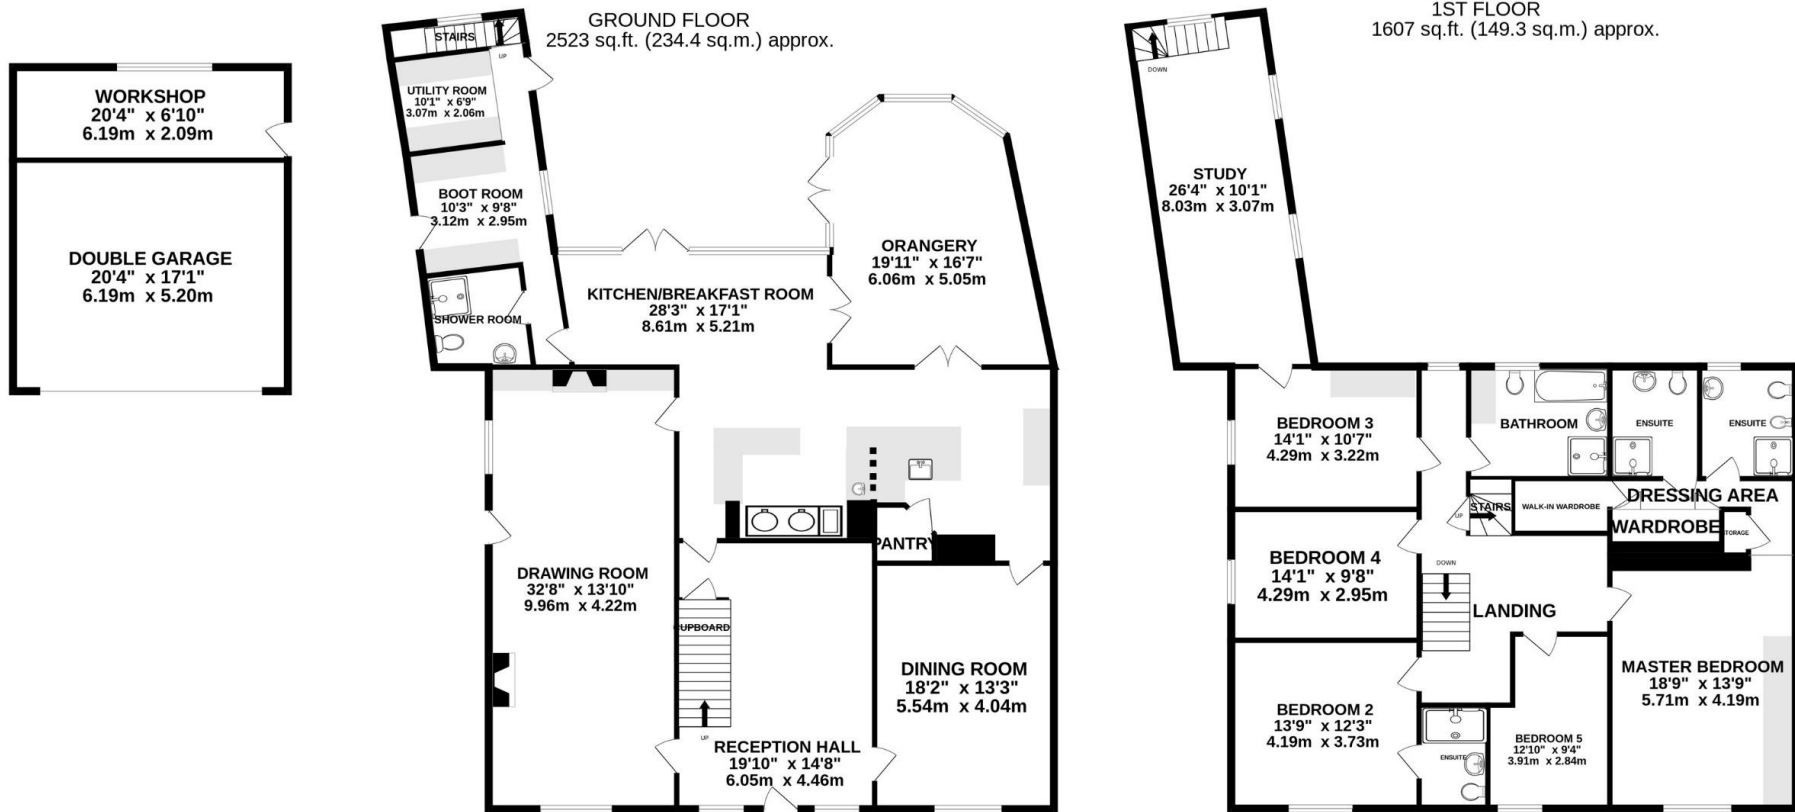 GROUND FLOOR
2523 sq.ft. (234.4 sq.m.) approx.
1ST FLOOR
1607 sq.ft. (149.3 sq.m.) approx.
WORKSHOP
20'4" x 6'10"
6.19m x 2.09m
DOUBLE GARAGE
20'4" x 17'1"
6.19m x 5.20m
STAIRS
UP
UTILITY ROOM
10'1" x 6'9"
3.07m x 2.06m
BOOT ROOM
10'3" x 9'8"
3.12m x 2.95m
SHOWER ROOM
KITCHEN/BREAKFAST ROOM
28'3" x 17'1"
8.61m x 5.21m
ORANGERY
19'11" x 16'7"
6.06m x 5.05m
PANTRY
DRAWING ROOM
32'8" x 13'10"
9.96m x 4.22m
CUPBOARD
UP
RECEPTION HALL
19'10" x 14'8"
6.05m x 4.46m
DINING ROOM
18'2" x 13'3"
5.54m x 4.04m
DOWN
STUDY
26'4" x 10'1"
8.03m x 3.07m
BEDROOM 3
14'1" x 10'7"
4.29m x 3.22m
BATHROOM
ENSUITE
ENSUITE
STAIRS
UP
WALK-IN WARDROBE
DRESSING AREA
WARDROBE
STORAGE
BEDROOM 4
14'1" x 9'8"
4.29m x 2.95m
DOWN
LANDING
MASTER BEDROOM
18'9" x 13'9"
5.71m x 4.19m
BEDROOM 2
13'9" x 12'3"
4.19m x 3.73m
ENSUITE
BEDROOM 5
12'10" x 9'4"
3.91m x 2.84m